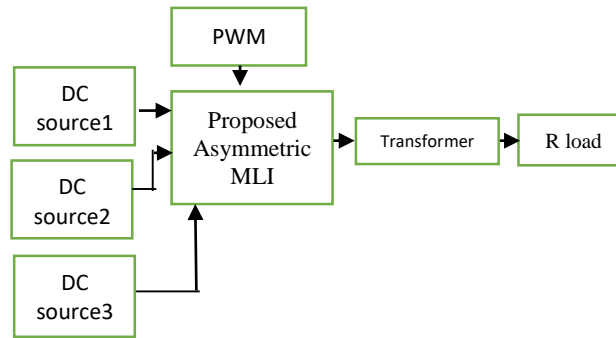 PWM
DC
source1
Proposed
Asymmetric
MLI
Transformer
R load
DC
source2
DC
source3